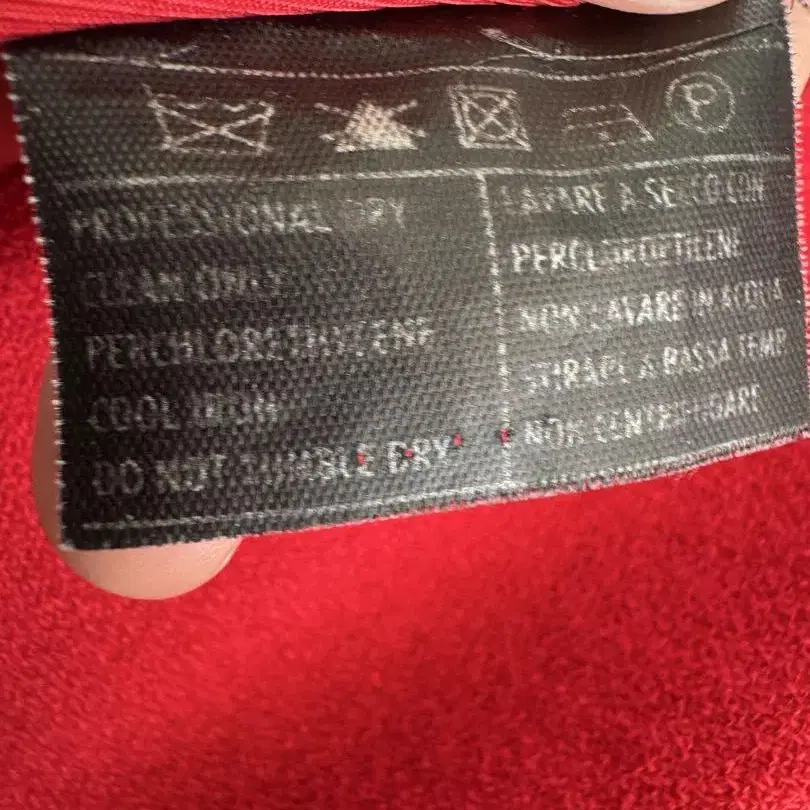 P
PROFESSIONAL DRY
CLEAN ONLY
PERCHLORETHYLENE
COOL IRON
DO NOT TUMBLE DRY
LAVARE A SECCO CON
PERCLOROETILENE
NON LAVARE IN ACQUA
STIRARE A BASSA TEMP
NON CENTRIFUGARE